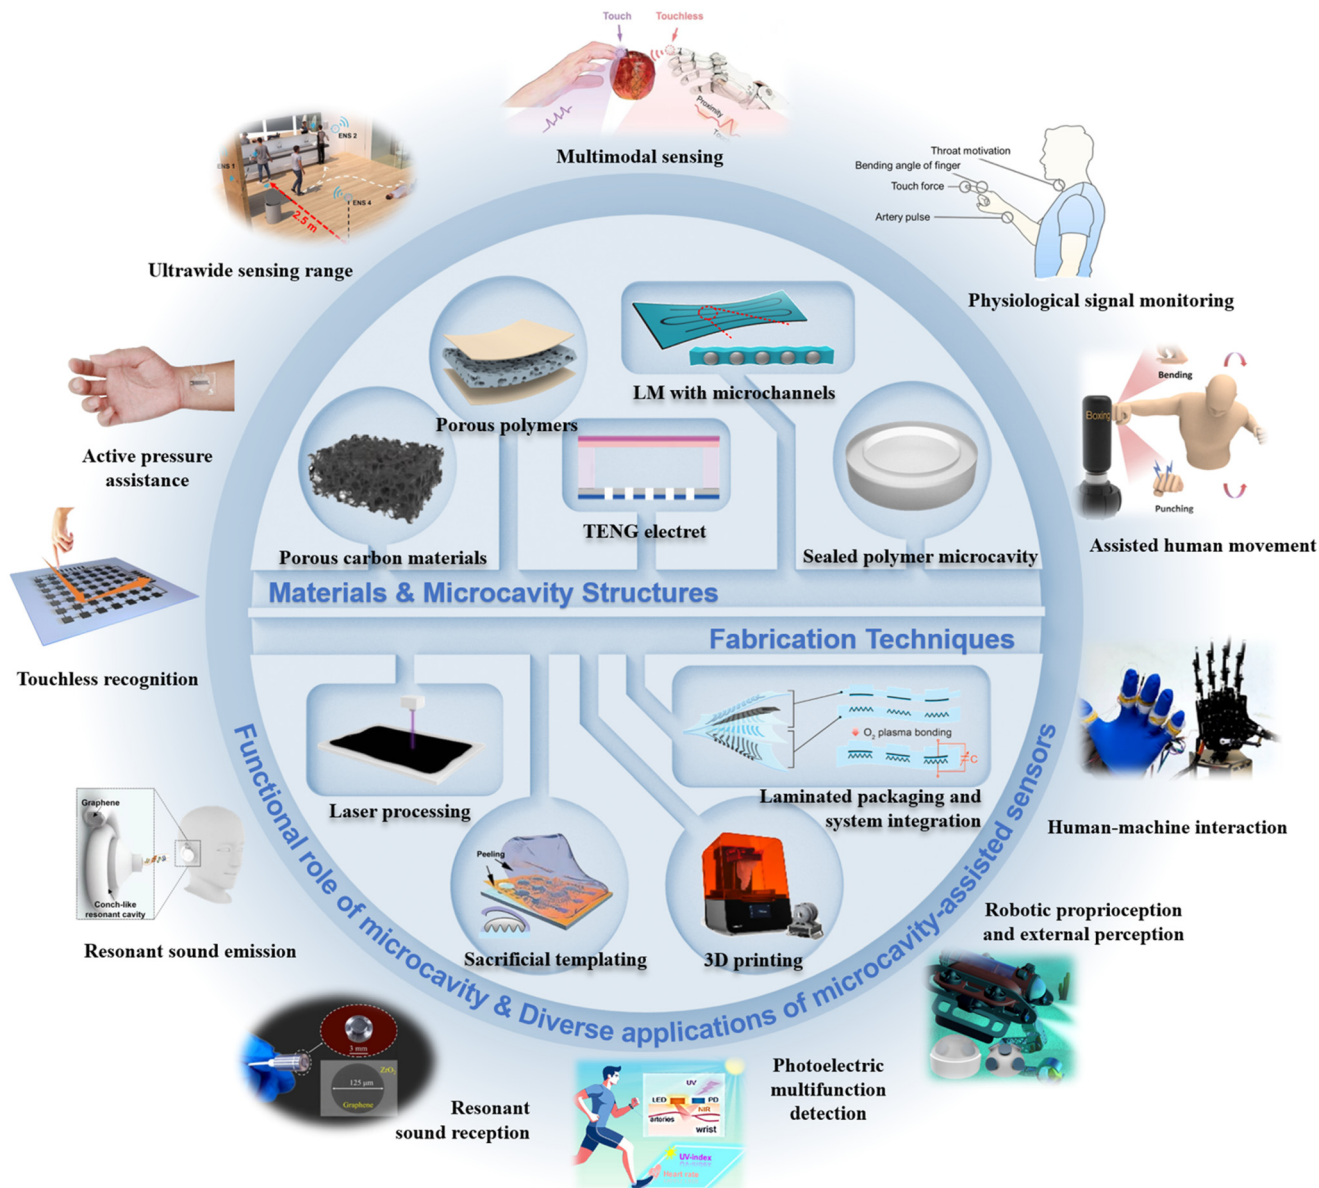 Touch
Touchless
Proximity
Multimodal sensing
ENS 1
ENS 2
ENS 4
2.5 m
Ultrawide sensing range
Throat motivation
Bending angle of finger
Touch force
Artery pulse
Physiological signal monitoring
Active pressure
assistance
Bending
Boxing
Punching
Assisted human movement
Touchless recognition
Human-machine interaction
Graphene
Conch-like
resonant cavity
Resonant sound emission
Robotic proprioception
and external perception
3 mm
ZrO2
125 μm
Graphene
Resonant
sound reception
UV
LED
PD
NIR
arteries
wrist
UV-index
Heart rate
Photoelectric
multifunction
detection
LM with microchannels
Porous polymers
Porous carbon materials
TENG electret
Sealed polymer microcavity
Materials & Microcavity Structures
Fabrication Techniques
Laser processing
O2 plasma bonding
C
Laminated packaging and
system integration
Peeling
Sacrificial templating
3D printing
Functional role of microcavity & Diverse applications of microcavity-assisted sensors